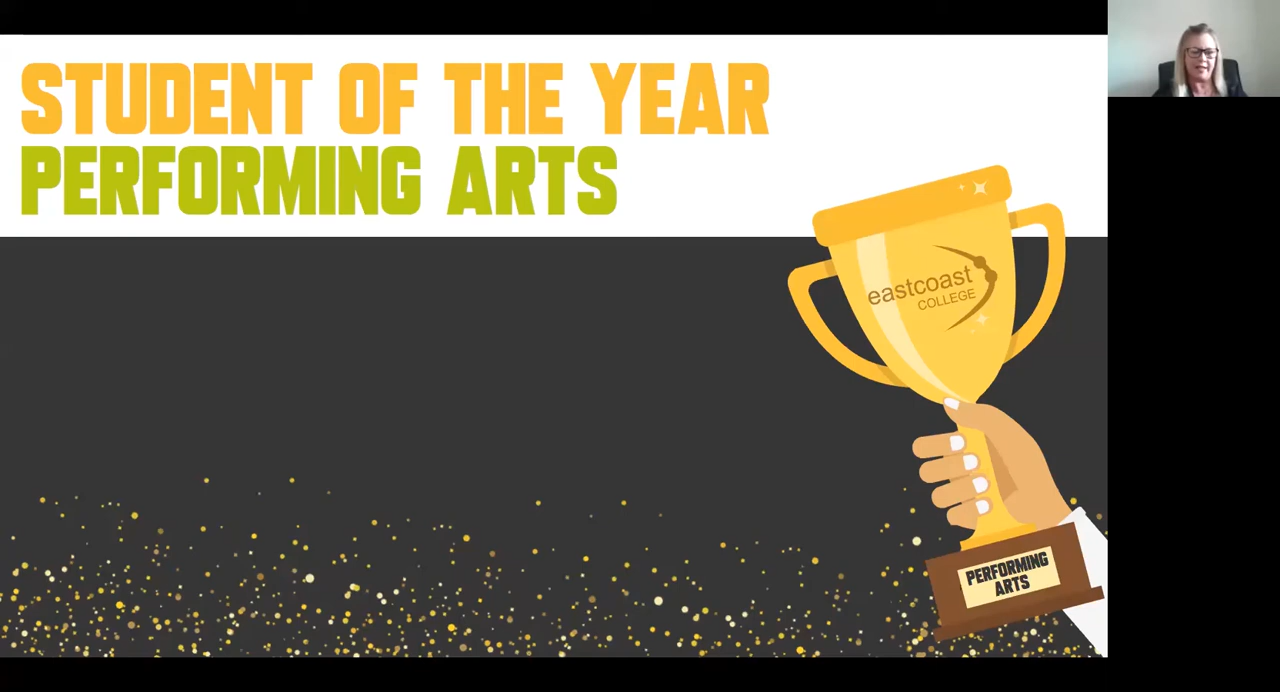 STUDENT OF THE YEAR
PERFORMING ARTS
eastcoast
COLLEGE
PERFORMING
ARTS